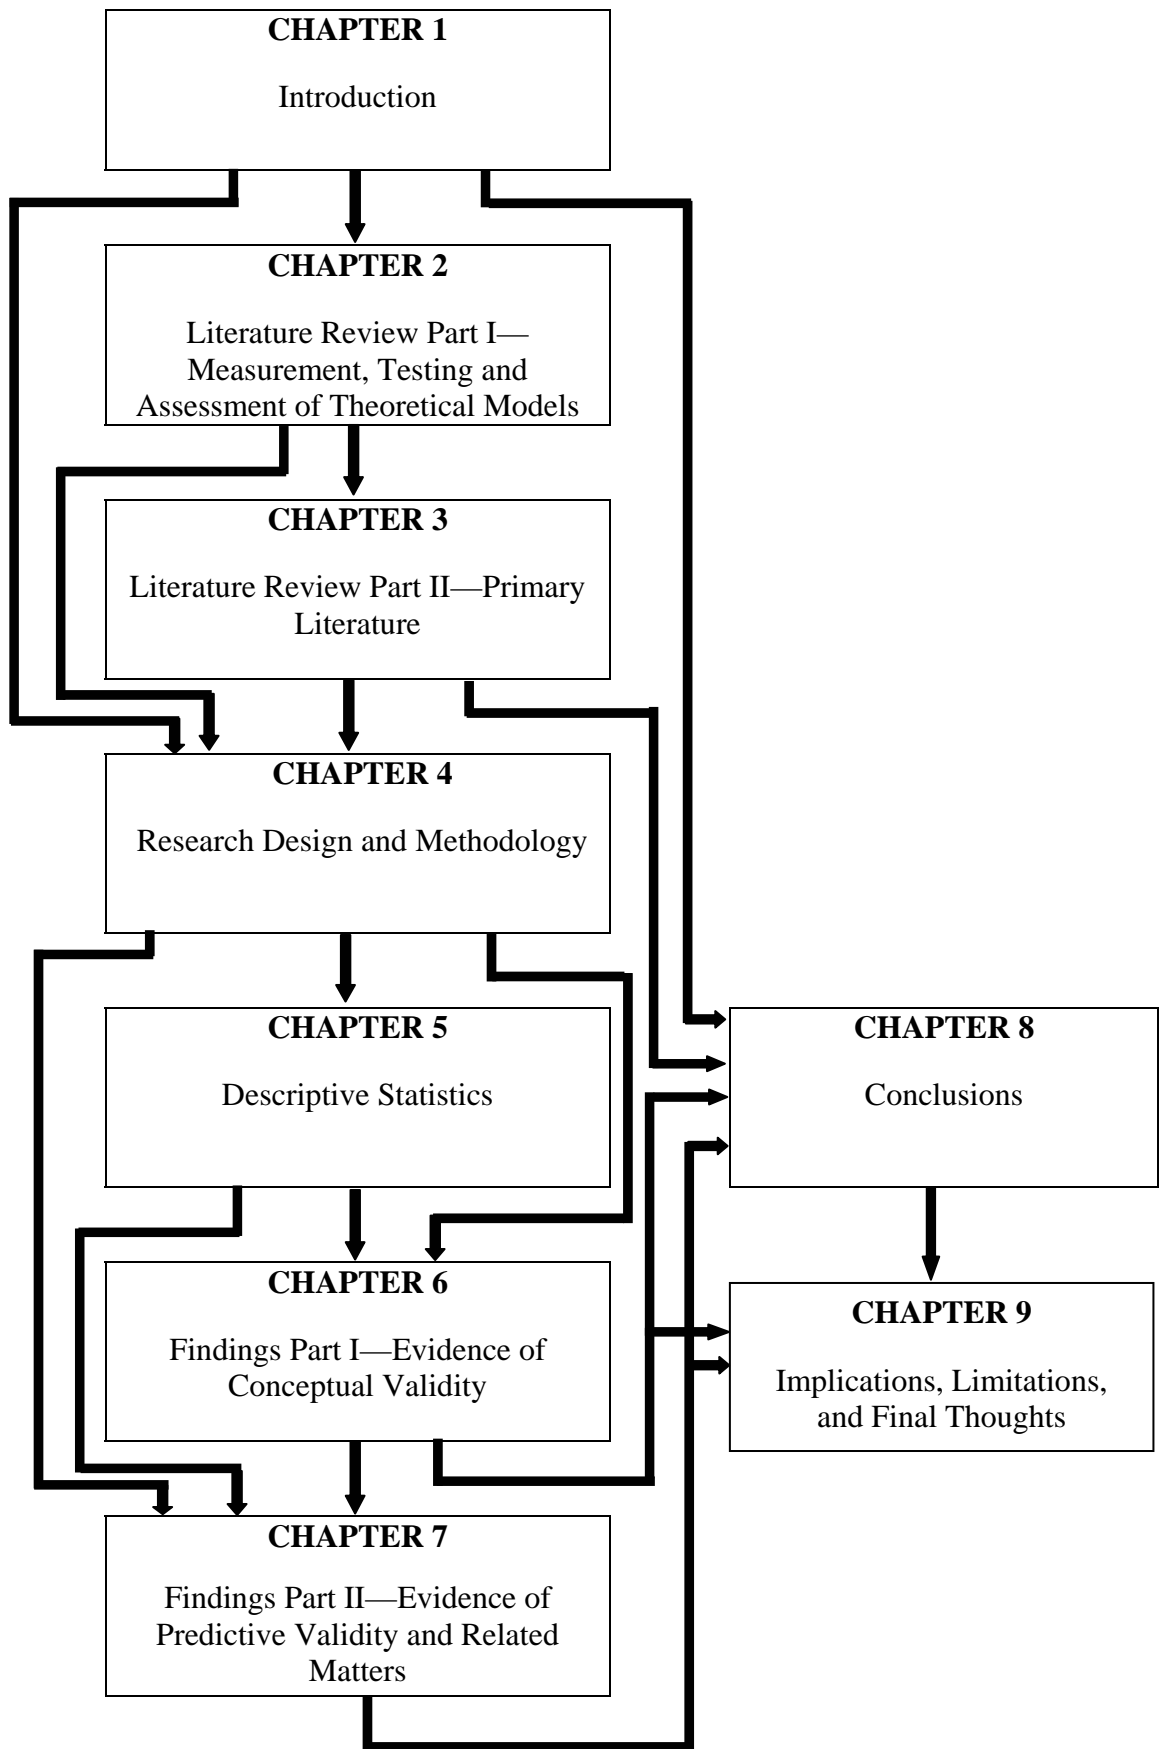 CHAPTER 1
Introduction
CHAPTER 2
Literature Review Part I—
Measurement, Testing and
Assessment of Theoretical Models
CHAPTER 3
Literature Review Part II—Primary
Literature
CHAPTER 4
Research Design and Methodology
CHAPTER 5
Descriptive Statistics
CHAPTER 6
Findings Part I—Evidence of
Conceptual Validity
CHAPTER 7
Findings Part II—Evidence of
Predictive Validity and Related
Matters
CHAPTER 8
Conclusions
CHAPTER 9
Implications, Limitations,
and Final Thoughts